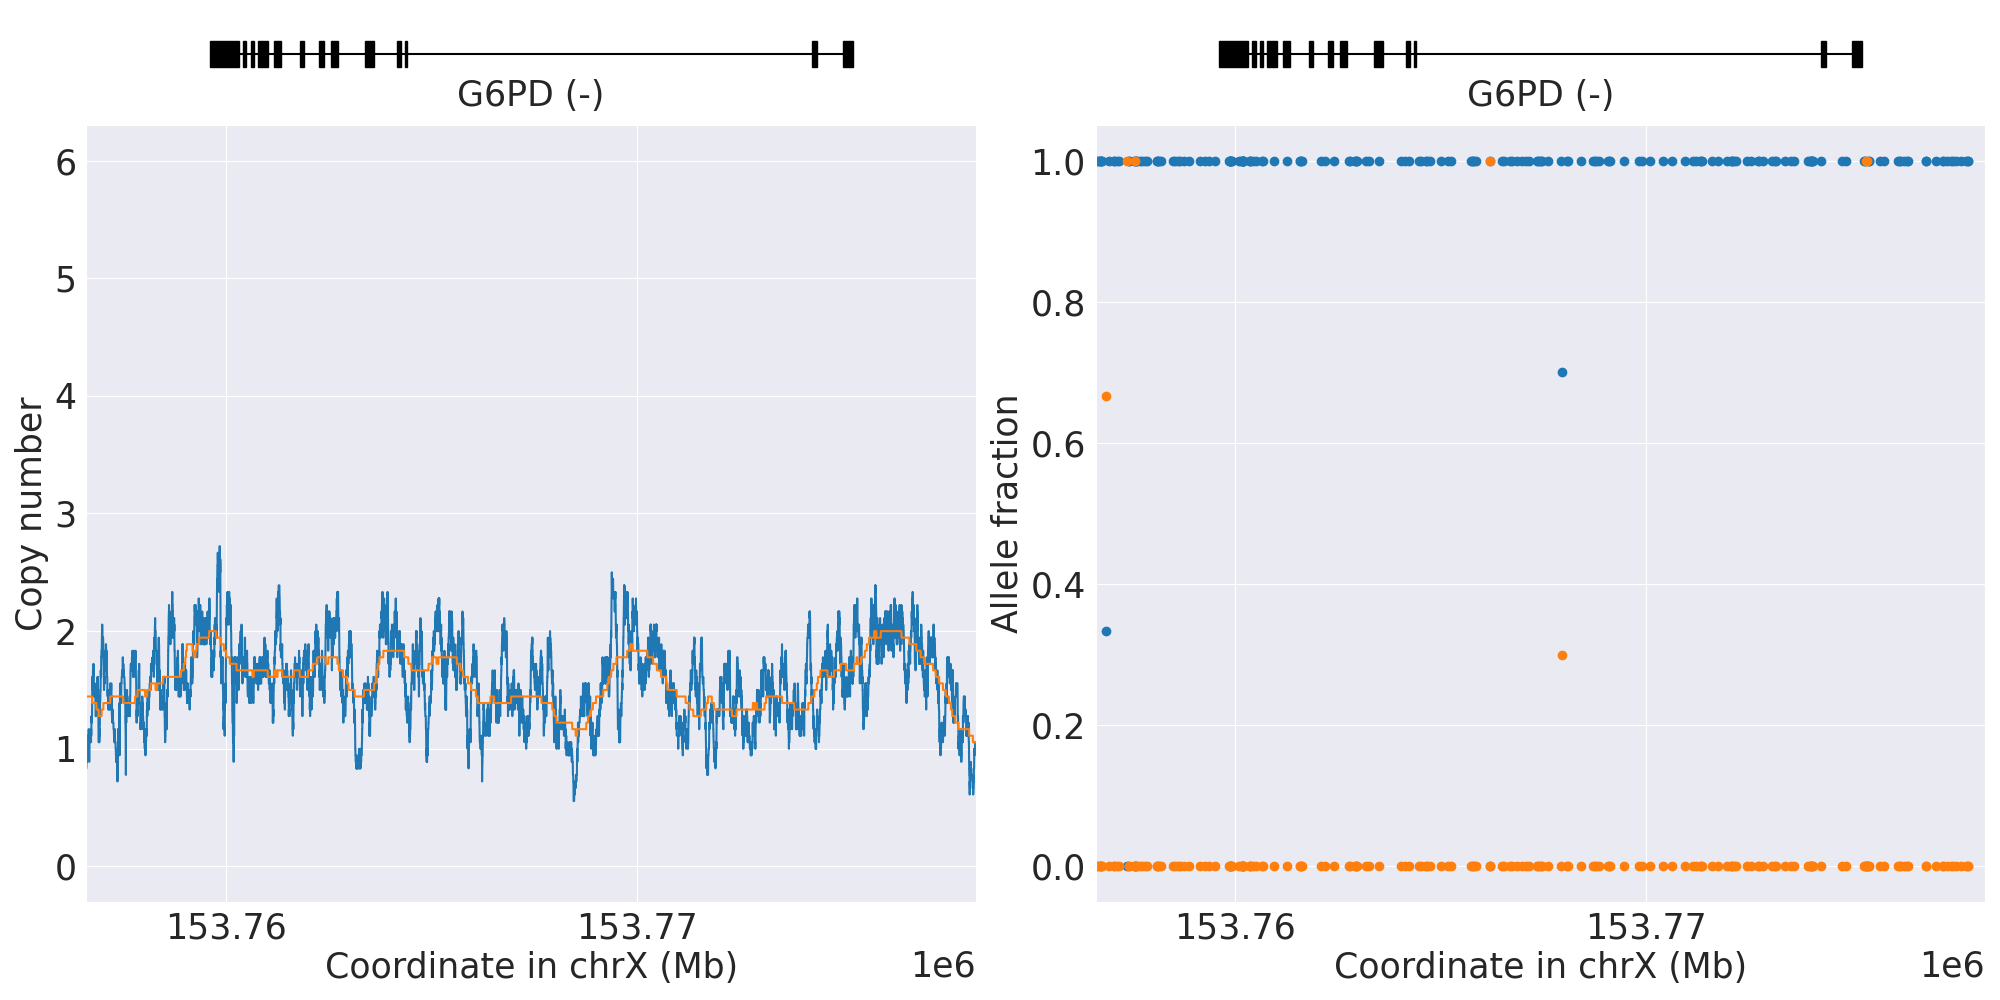 G6PD (-)
6
5
4
3
2
1
0
Copy number
153.76
153.77
Coordinate in chrX (Mb)
1e6
G6PD (-)
1.0
0.8
0.6
0.4
0.2
0.0
Allele fraction
153.76
153.77
Coordinate in chrX (Mb)
1e6